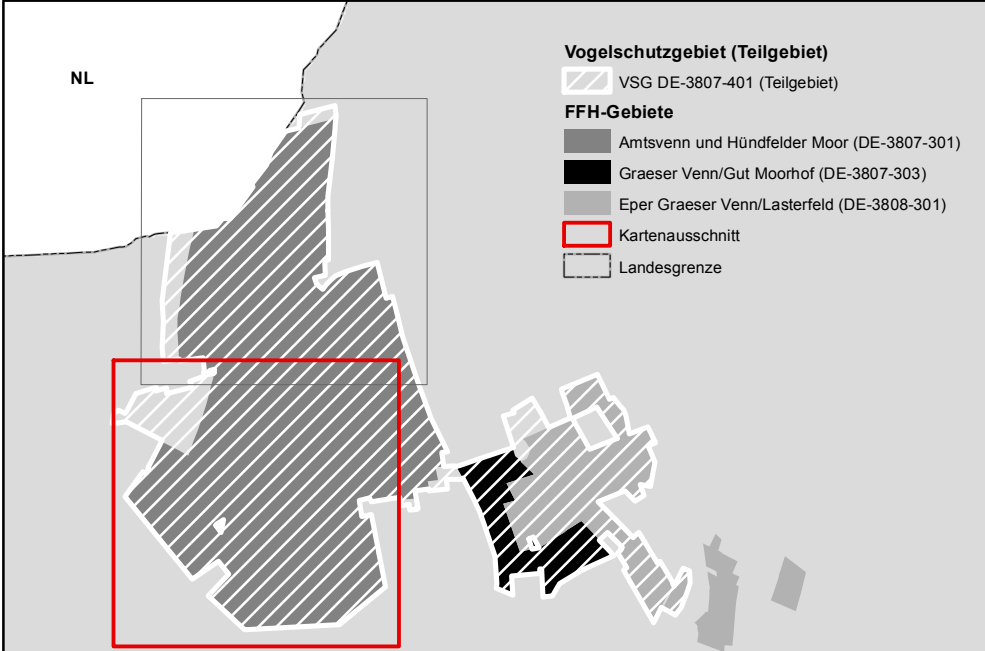 NL
Vogelschutzgebiet (Teilgebiet)
VSG DE-3807-401 (Teilgebiet)
FFH-Gebiete
Amtsvenn und Hündfelder Moor (DE-3807-301)
Graeser Venn/Gut Moorhof (DE-3807-303)
Eper Graeser Venn/Lasterfeld (DE-3808-301)
Kartenausschnitt
Landesgrenze